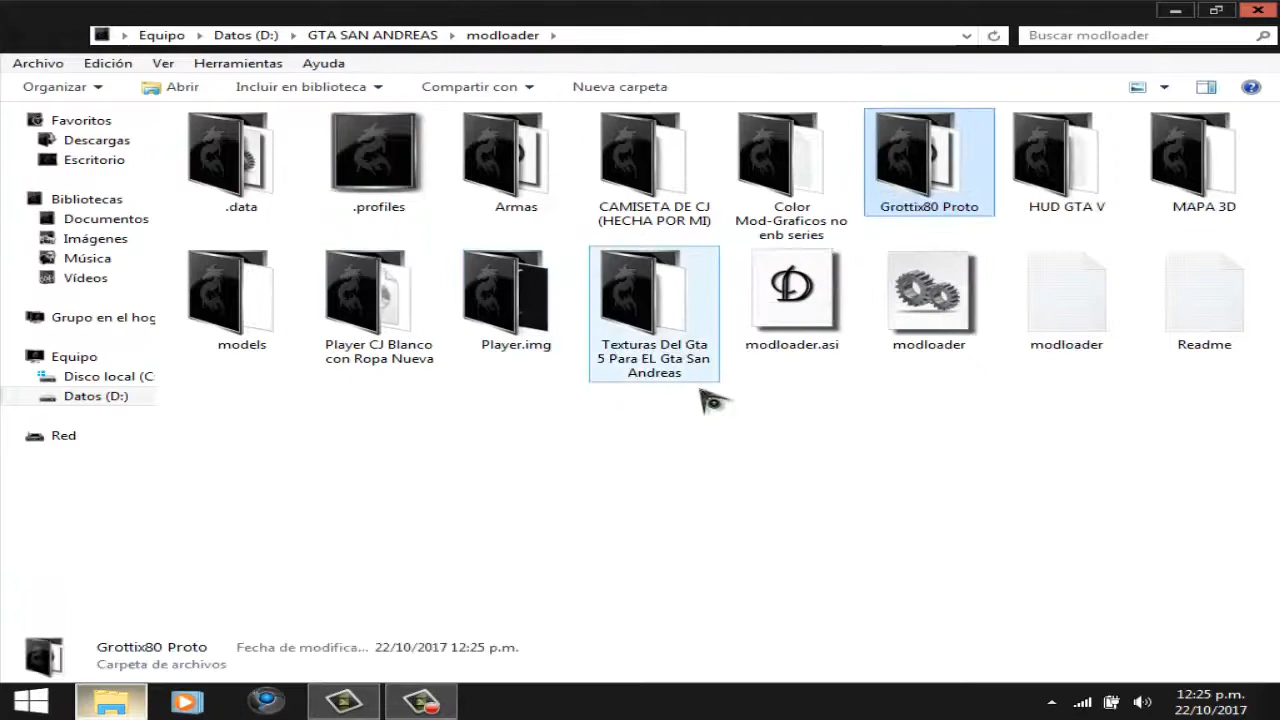 Equipo Datos (D:) GTA SAN ANDREAS modloader Buscar modloader
Archivo Edición Ver Herramientas Ayuda
Organizar Abrir Incluir en biblioteca Compartir con Nueva carpeta
Favoritos
Descargas
Escritorio
Bibliotecas
Documentos
Imágenes
Música
Vídeos
Grupo en el hog
Equipo
Disco local (C:
Datos (D:)
Red
.data
.profiles
Armas
CAMISETA DE CJ
(HECHA POR MI)
Color
Mod-Graficos no
enb series
Grottix80 Proto
HUD GTA V
MAPA 3D
models
Player CJ Blanco
con Ropa Nueva
Player.img
Texturas Del Gta
5 Para EL Gta San
Andreas
modloader.asi
modloader
modloader
Readme
Grottix80 Proto Fecha de modifica... 22/10/2017 12:25 p.m.
Carpeta de archivos
12:25 p.m.
22/10/2017